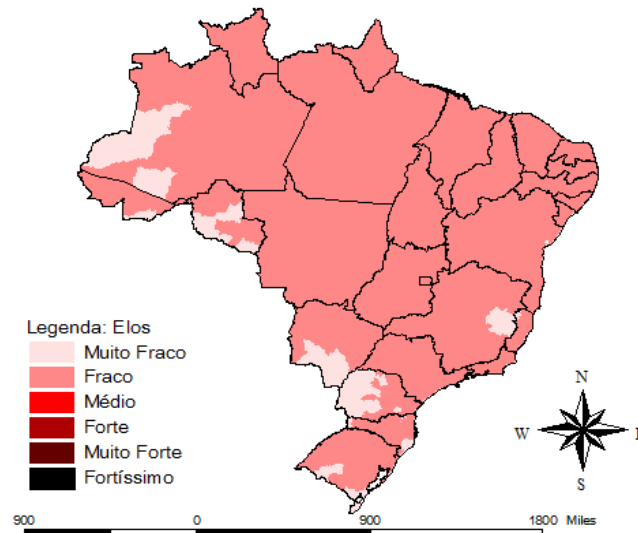 Legenda: Elos
Muito Fraco
Fraco
Médio
Forte
Muito Forte
Fortíssimo
N
W
S
900 0 900 1800 Miles